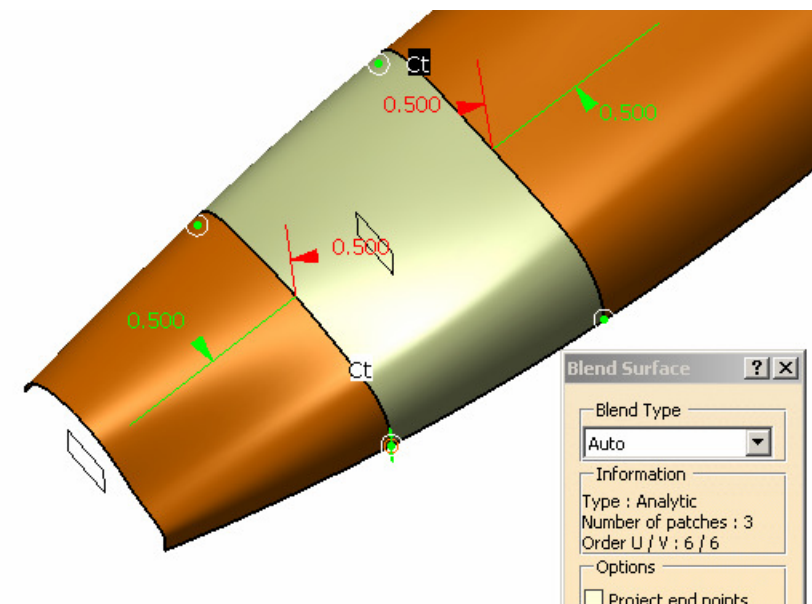 Ct
0.500
0.500
0.500
0.500
Ct
Blend Surface
Blend Type
Auto
Information
Type : Analytic
Number of patches : 3
Order U / V : 6 / 6
Options
Project end points